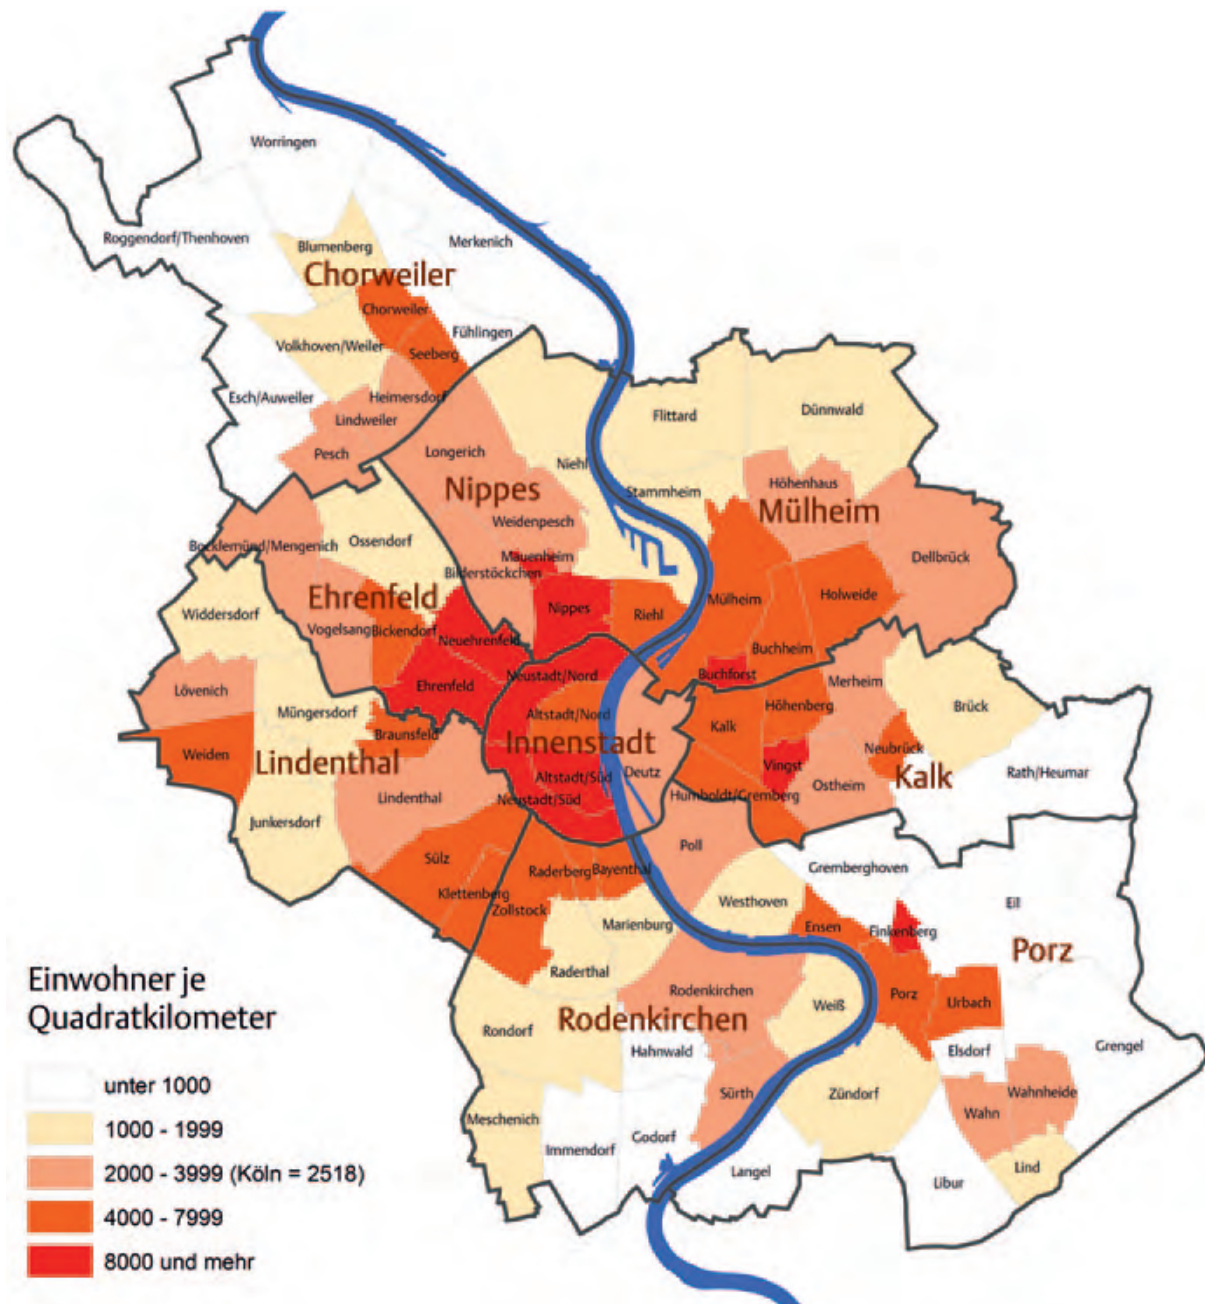 Worringen
Roggendorf/Thenhoven
Blumenberg
Merkenich
Chorweiler
Chorweiler
Fühlingen
Volkhoven/Weiler
Seeberg
Esch/Auweiler
Heimersdorf
Lindweiler
Pesch
Flittard
Dünnwald
Longerich
Niehl
Nippes
Stammheim
Höhenhaus
Mülheim
Weidenpesch
Ossendorf
Bocklemünd/Mengenich
Mauenheim
Bilderstöckchen
Dellbrück
Ehrenfeld
Widdersdorf
Nippes
Riehl
Mülheim
Holweide
Vogelsang
Bickendorf
Neuehrenfeld
Buchheim
Neustadt/Nord
Buchforst
Ehrenfeld
Merheim
Lövenich
Müngersdorf
Altstadt/Nord
Höhenberg
Brück
Braunsfeld
Kalk
Weiden
Lindenthal
Innenstadt
Neubrück
Kalk
Vingst
Rath/Heumar
Altstadt/Süd
Deutz
Ostheim
Lindenthal
Neustadt/Süd
Humboldt/Gremberg
Junkersdorf
Poll
Sülz
Raderberg
Bayenthal
Gremberghoven
Klettenberg
Zollstock
Westhoven
Eil
Marienburg
Ensen
Finkenberg
Porz
Raderthal
Rodenkirchen
Porz
Urbach
Weiß
Rodenkirchen
Rondorf
Hahnwald
Elsdorf
Grengel
Sürth
Zündorf
Wahnheide
Wahn
Meschenich
Immendorf
Godorf
Langel
Libur
Lind
Einwohner je
Quadratkilometer
unter 1000
1000 - 1999
2000 - 3999 (Köln = 2518)
4000 - 7999
8000 und mehr